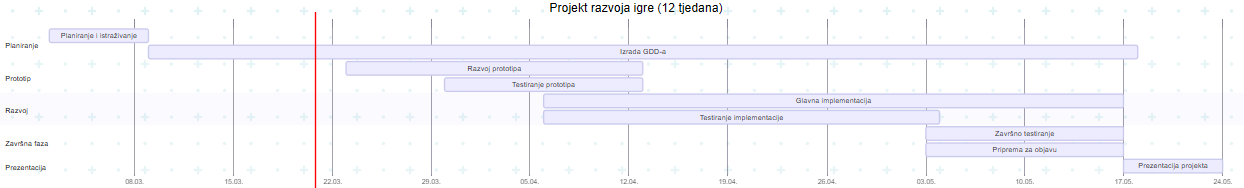 Projekt razvoja igre (12 tjedana)
Planiranje i istraživanje
Planiranje
Izrada GDD-a
Razvoj prototipa
Prototip
Testiranje prototipa
Glavna implementacija
Razvoj
Testiranje implementacije
Završno testiranje
Završna faza
Priprema za objavu
Prezentacija
Prezentacija projekta
08.03. 15.03. 22.03. 29.03. 05.04. 12.04. 19.04. 26.04. 03.05. 10.05. 17.05. 24.05.